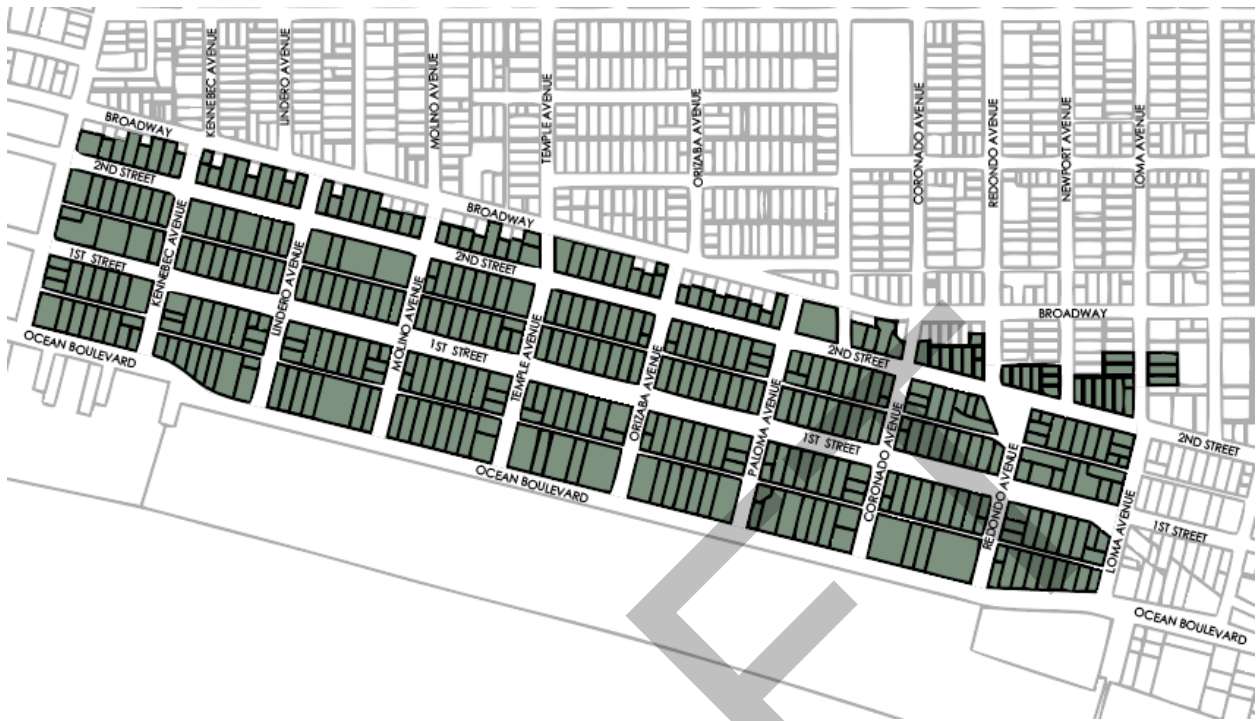 KENNEBEC AVENUE
LINDERO AVENUE
MOLINO AVENUE
TEMPLE AVENUE
ORIZABA AVENUE
CORONADO AVENUE
REDONDO AVENUE
NEWPORT AVENUE
LOMA AVENUE
BROADWAY
2ND STREET
BROADWAY
2ND STREET
BROADWAY
2ND STREET
2ND STREET
KENNEBEC AVENUE
LINDERO AVENUE
MOLINO AVENUE
TEMPLE AVENUE
ORIZABA AVENUE
PALOMA AVENUE
CORONADO AVENUE
REDONDO AVENUE
LOMA AVENUE
1ST STREET
1ST STREET
1ST STREET
1ST STREET
OCEAN BOULEVARD
OCEAN BOULEVARD
OCEAN BOULEVARD